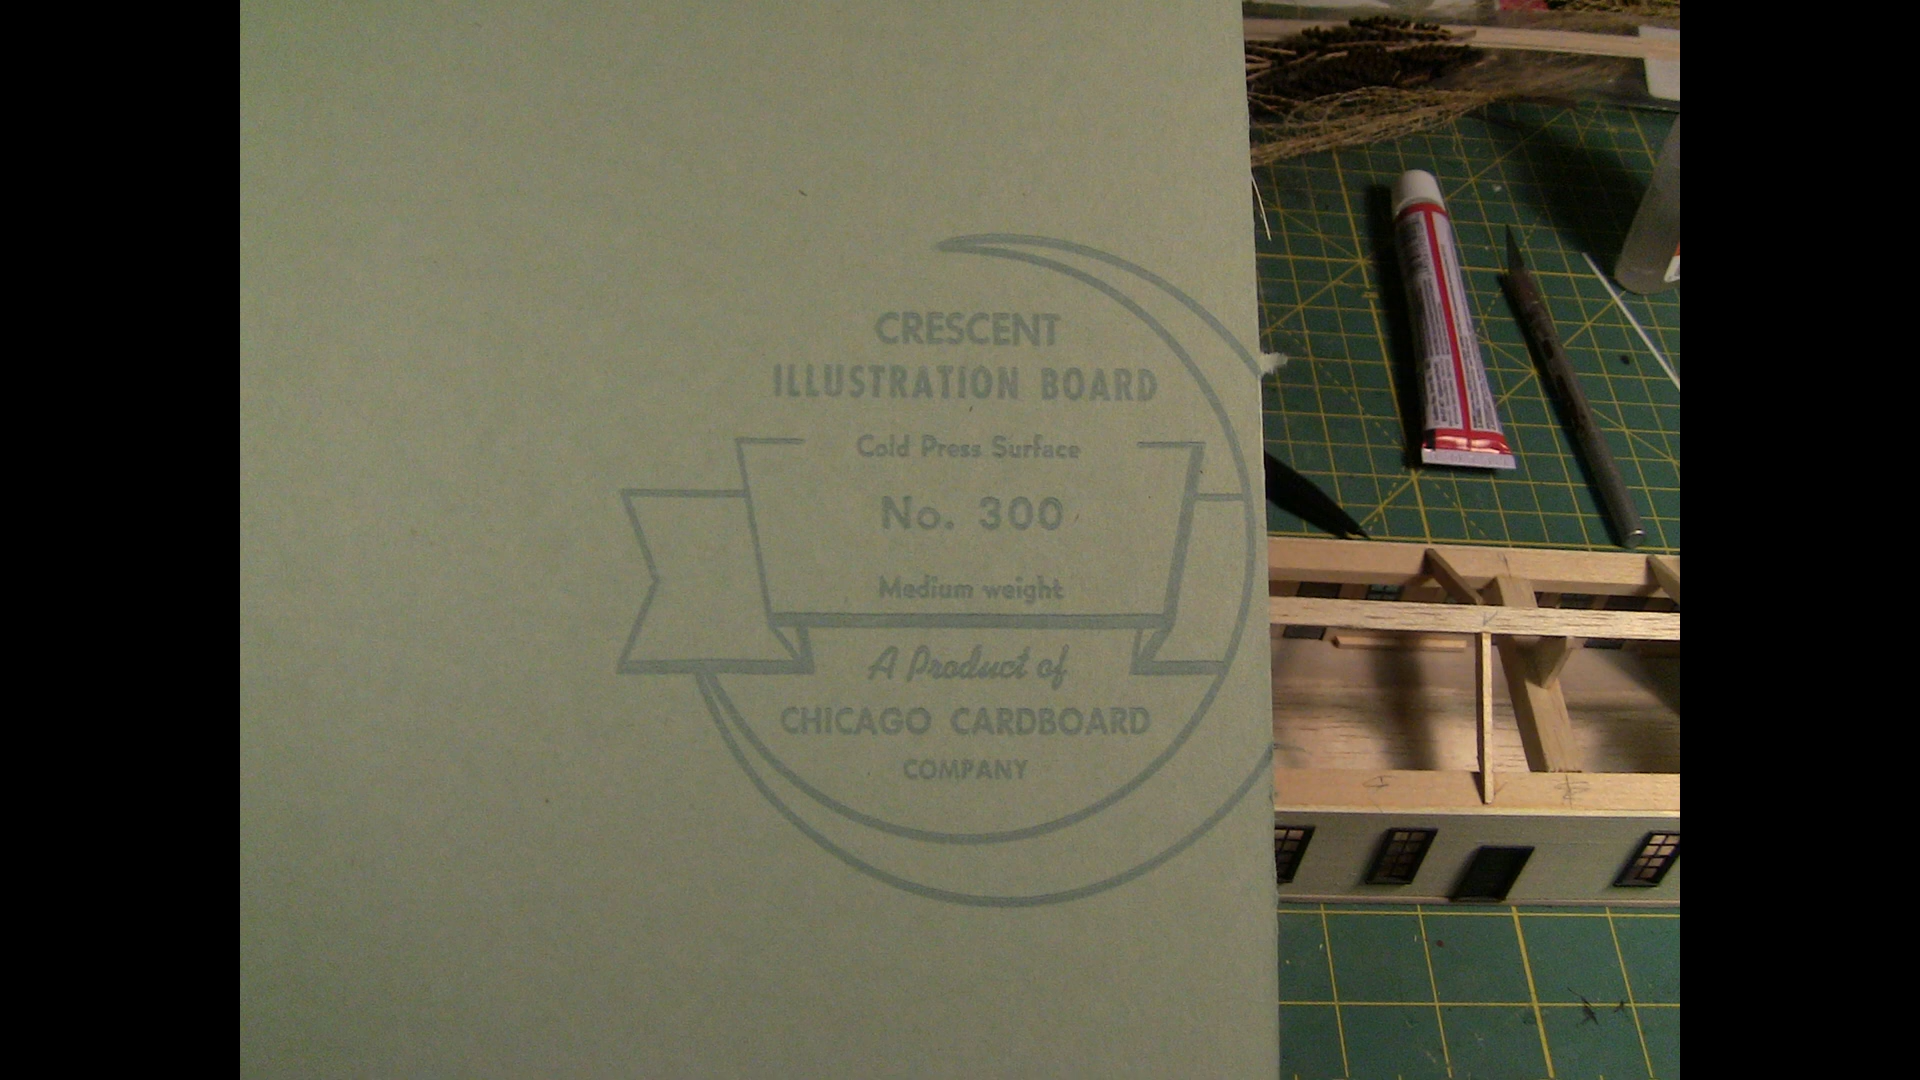 CRESCENT
ILLUSTRATION BOARD
Cold Press Surface
No. 300
Medium weight
A Product of
CHICAGO CARDBOARD
COMPANY